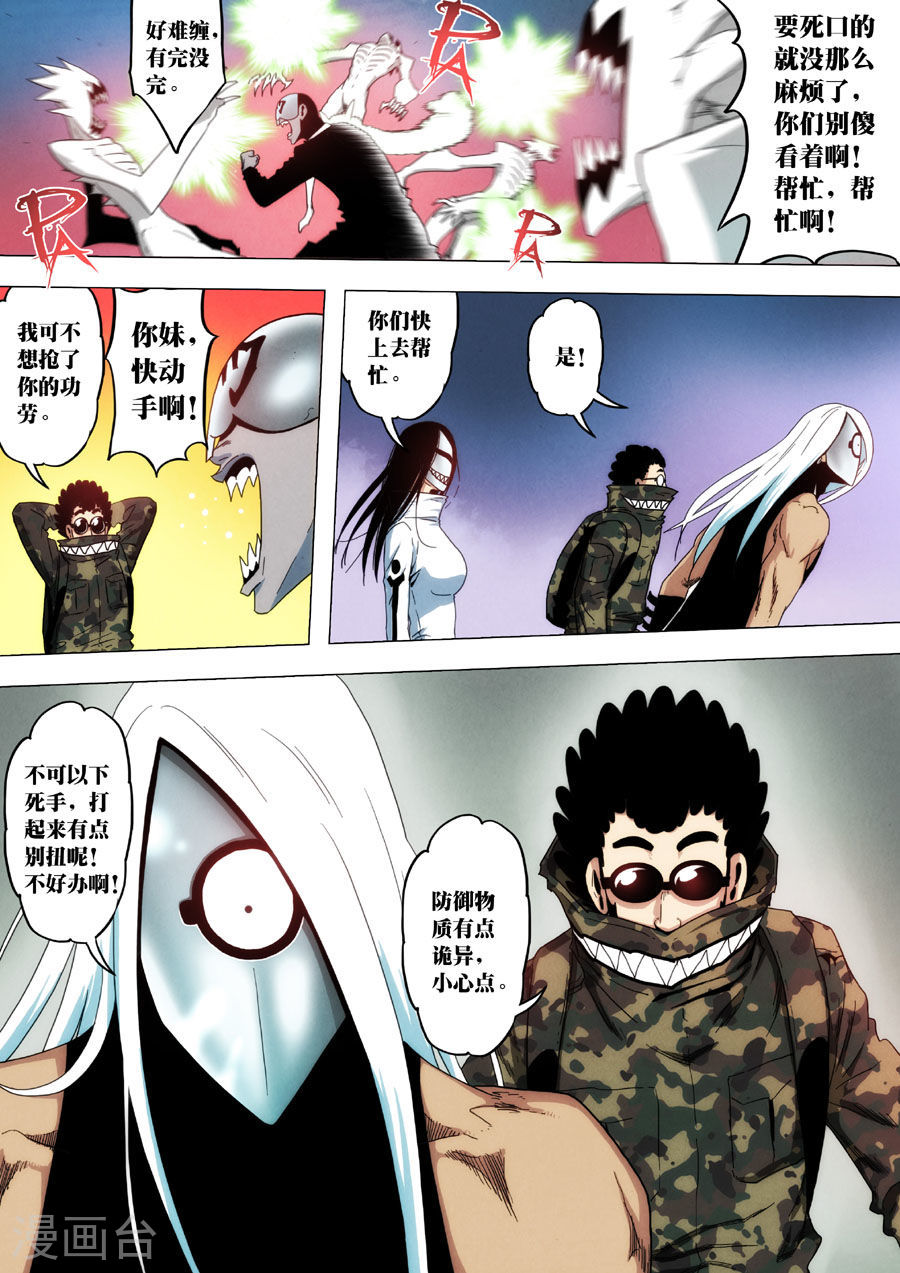 好难缠，
有完没
完。
PA
PA
PA
要死口的
就没那么
麻烦了，
你们别傻
看着啊！
帮忙，帮
忙啊！
我可不
想抢了
你的功
劳。
你妹，
快动
手啊！
你们快
上去帮
忙。
是！
不可以下
死手，打
起来有点
别扭呢！
不好办啊！
防御物
质有点
诡异，
小心点。
漫画台